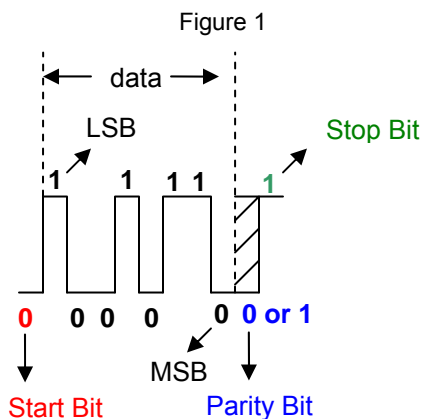 Figure 1
data
LSB
Stop Bit
1 1 1 1 1
0 0 0 0 0 0 or 1
MSB
Start Bit Parity Bit